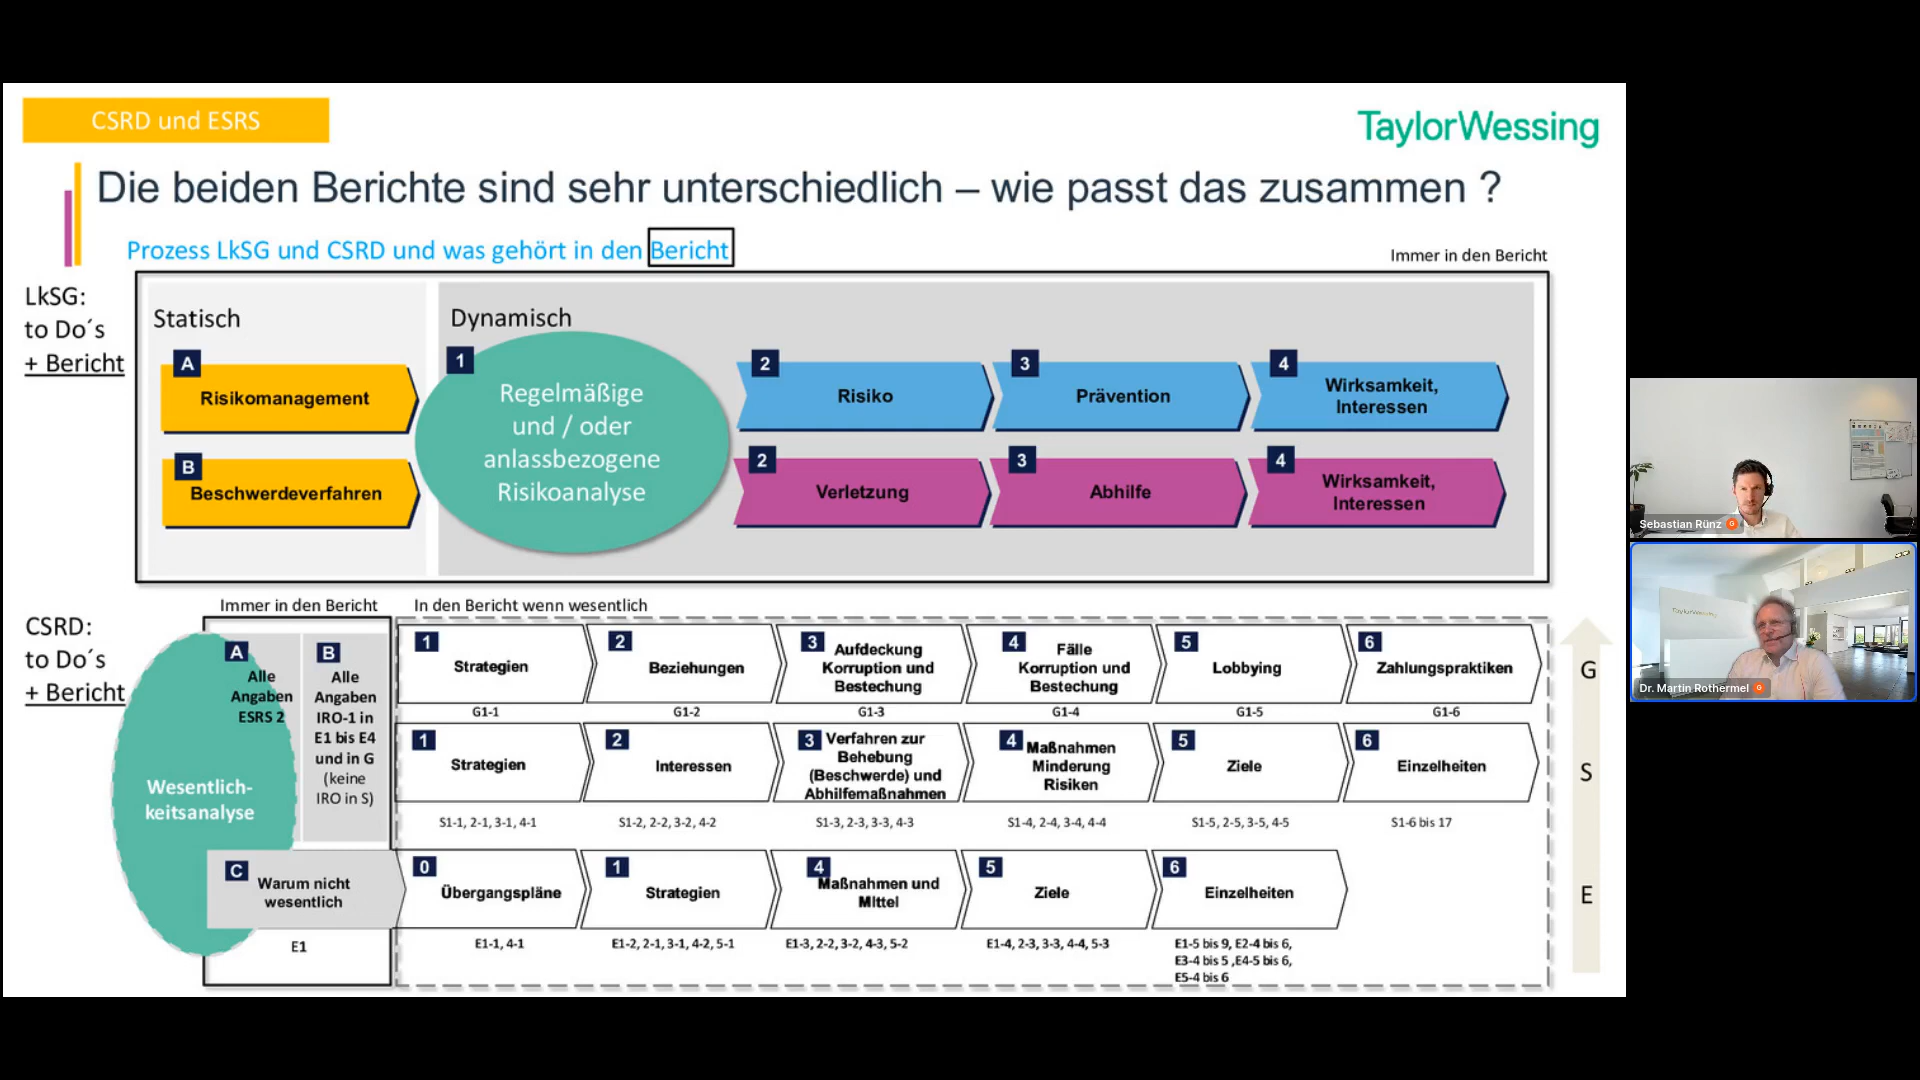 CSRD und ESRS
TaylorWessing
Die beiden Berichte sind sehr unterschiedlich – wie passt das zusammen ?
Prozess LkSG und CSRD und was gehört in den Bericht
Immer in den Bericht
LkSG:
to Do´s
+ Bericht
Statisch
A
Risikomanagement
B
Beschwerdeverfahren
Dynamisch
1
Regelmäßige
und / oder
anlassbezogene
Risikoanalyse
2
Risiko
3
Prävention
4
Wirksamkeit,
Interessen
2
Verletzung
3
Abhilfe
4
Wirksamkeit,
Interessen
CSRD:
to Do´s
+ Bericht
Immer in den Bericht
In den Bericht wenn wesentlich
Wesentlich-
keitsanalyse
A
Alle
Angaben
ESRS 2
B
Alle
Angaben
IRO-1 in
E1 bis E4
und in G
(keine
IRO in S)
C
Warum nicht
wesentlich
E1
1
Strategien
G1-1
2
Beziehungen
G1-2
3
Aufdeckung
Korruption und
Bestechung
G1-3
4
Fälle
Korruption und
Bestechung
G1-4
5
Lobbying
G1-5
6
Zahlungspraktiken
G1-6
G
1
Strategien
S1-1, 2-1, 3-1, 4-1
2
Interessen
S1-2, 2-2, 3-2, 4-2
3
Verfahren zur
Behebung
(Beschwerde) und
Abhilfemaßnahmen
S1-3, 2-3, 3-3, 4-3
4
Maßnahmen
Minderung
Risiken
S1-4, 2-4, 3-4, 4-4
5
Ziele
S1-5, 2-5, 3-5, 4-5
6
Einzelheiten
S1-6 bis 17
S
0
Übergangspläne
E1-1, 4-1
1
Strategien
E1-2, 2-1, 3-1, 4-2, 5-1
4
Maßnahmen und
MIttel
E1-3, 2-2, 3-2, 4-3, 5-2
5
Ziele
E1-4, 2-3, 3-3, 4-4, 5-3
6
Einzelheiten
E1-5 bis 9, E2-4 bis 6,
E3-4 bis 5 ,E4-5 bis 6,
E5-4 bis 6
E
Sebastian Rünz
TaylorWessing
Dr. Martin Rothermel